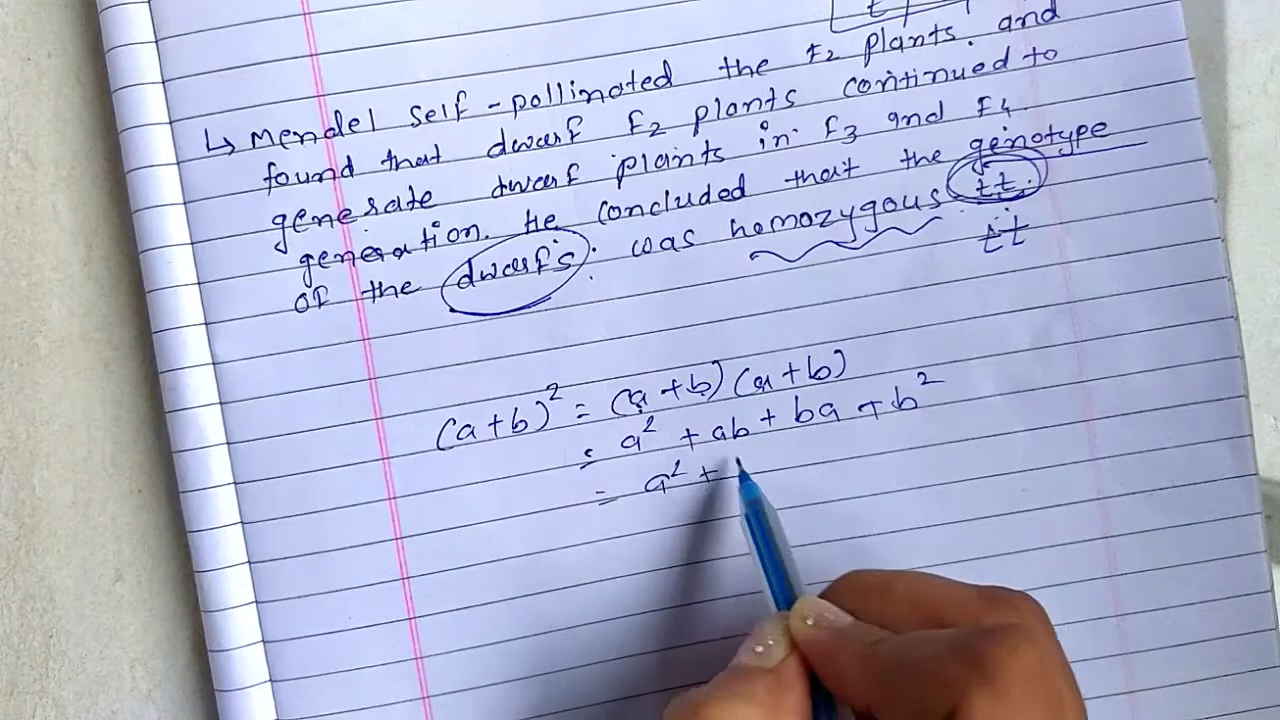 t
↳ Mendel self-pollinated the F2 plants. and
found that dwarf F2 plants continued to
generate dwarf plants in F3 and F4
generation. He concluded that the genotype
of the dwarfs. was homozygous tt.
tt
(a+b)² = (a+b)(a+b)
= a² + ab + ba + b²
= a² +